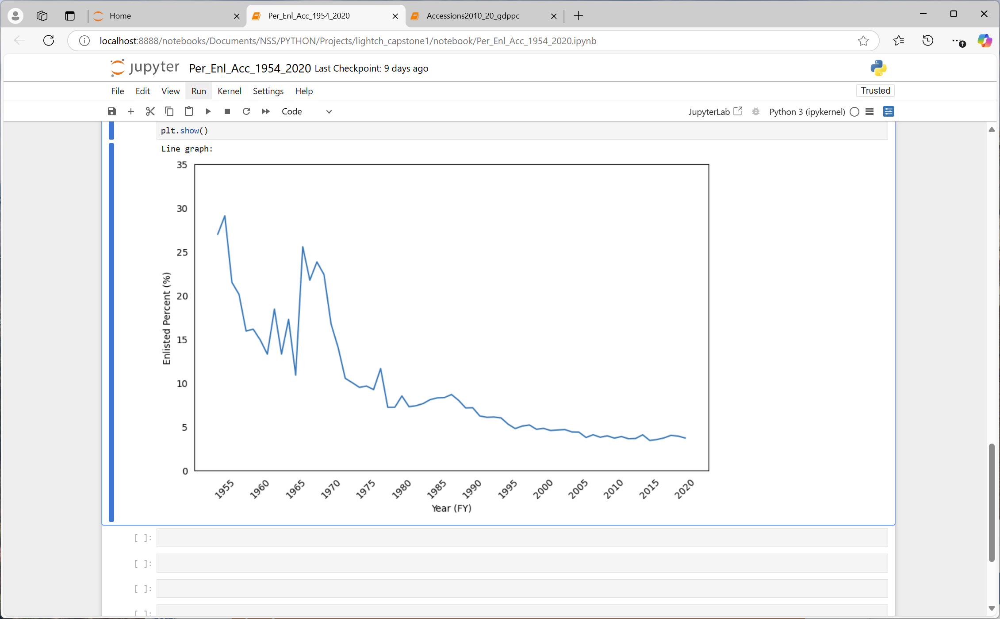 Home
Per_Enl_Acc_1954_2020
Accessions2010_20_gdppc
localhost:8888/notebooks/Documents/NSS/PYTHON/Projects/lightch_capstone1/notebook/Per_Enl_Acc_1954_2020.ipynb
jupyter Per_Enl_Acc_1954_2020 Last Checkpoint: 9 days ago
File Edit View Run Kernel Settings Help Trusted
Code JupyterLab Python 3 (ipykernel)
plt.show()
Line graph:
35
30
25
20
15
10
5
0
Enlisted Percent (%)
1955 1960 1965 1970 1975 1980 1985 1990 1995 2000 2005 2010 2015 2020
Year (FY)
[ ]:
[ ]:
[ ]:
[ ]: